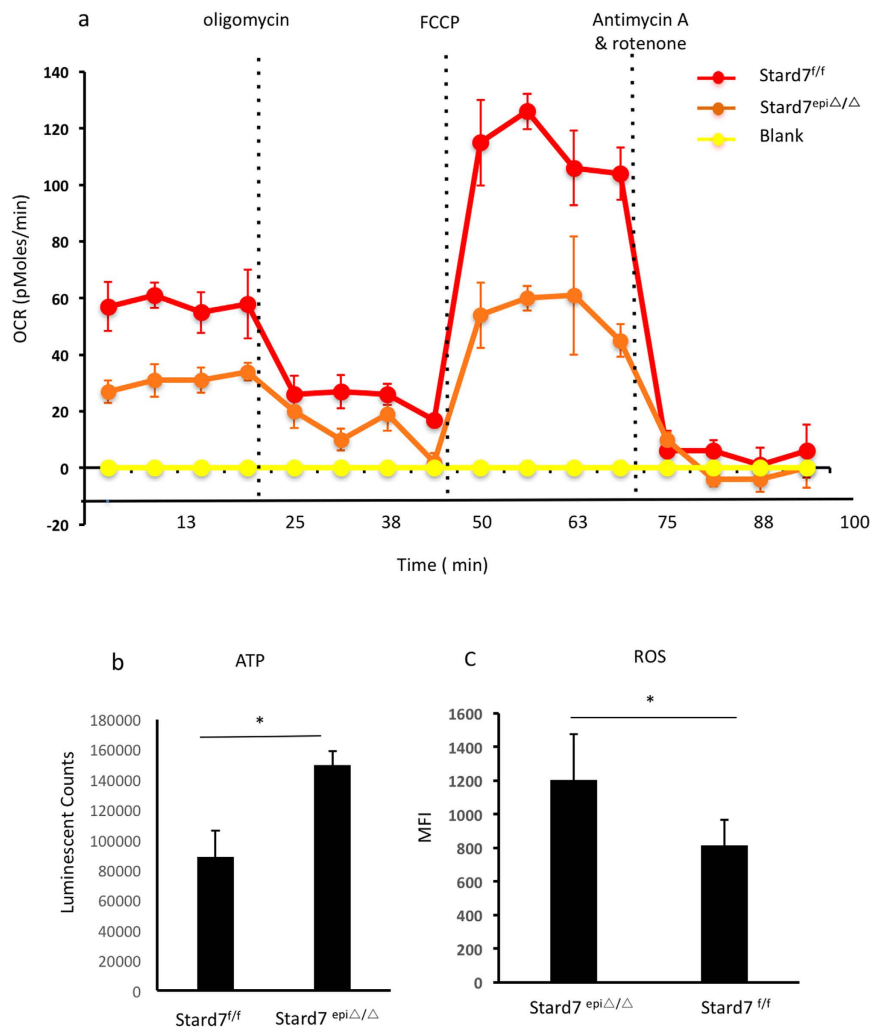 a
oligomycin
FCCP
Antimycin A
& rotenone
OCR (pMoles/min)
140
120
100
80
60
40
20
0
-20
Stard7f/f
Stard7epi△/△
Blank
13 25 38 50 63 75 88 100
Time ( min)
b
ATP
Luminescent Counts
180000
160000
140000
120000
100000
80000
60000
40000
20000
0
*
Stard7f/f
Stard7 epi△/△
C
ROS
MFI
1600
1400
1200
1000
800
600
400
200
0
*
Stard7 epi△/△
Stard7 f/f